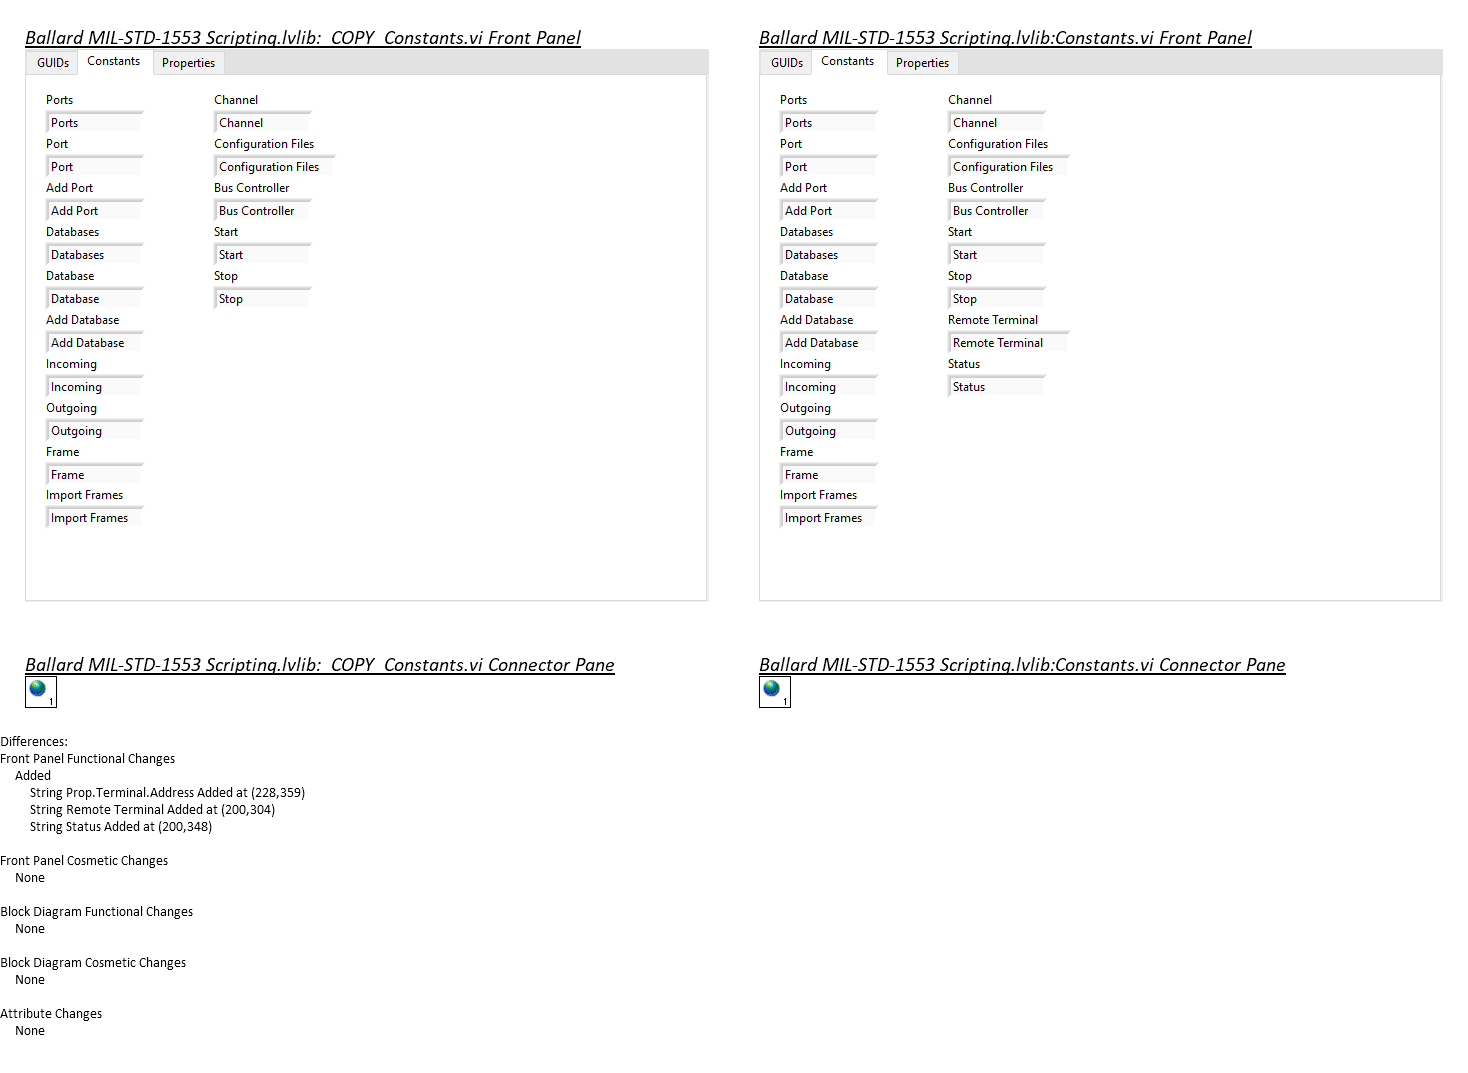 Ballard MIL-STD-1553 Scripting.lvlib:_COPY_Constants.vi Front Panel
GUIDs Constants Properties
Ports Channel
Ports Channel
Port Configuration Files
Port Configuration Files
Add Port Bus Controller
Add Port Bus Controller
Databases Start
Databases Start
Database Stop
Database Stop
Add Database
Add Database
Incoming
Incoming
Outgoing
Outgoing
Frame
Frame
Import Frames
Import Frames
Ballard MIL-STD-1553 Scripting.lvlib:Constants.vi Front Panel
GUIDs Constants Properties
Ports Channel
Ports Channel
Port Configuration Files
Port Configuration Files
Add Port Bus Controller
Add Port Bus Controller
Databases Start
Databases Start
Database Stop
Database Stop
Add Database Remote Terminal
Add Database Remote Terminal
Incoming Status
Incoming Status
Outgoing
Outgoing
Frame
Frame
Import Frames
Import Frames
Ballard MIL-STD-1553 Scripting.lvlib:_COPY_Constants.vi Connector Pane
1
Ballard MIL-STD-1553 Scripting.lvlib:Constants.vi Connector Pane
1
Differences:
Front Panel Functional Changes
Added
String Prop.Terminal.Address Added at (228,359)
String Remote Terminal Added at (200,304)
String Status Added at (200,348)
Front Panel Cosmetic Changes
None
Block Diagram Functional Changes
None
Block Diagram Cosmetic Changes
None
Attribute Changes
None